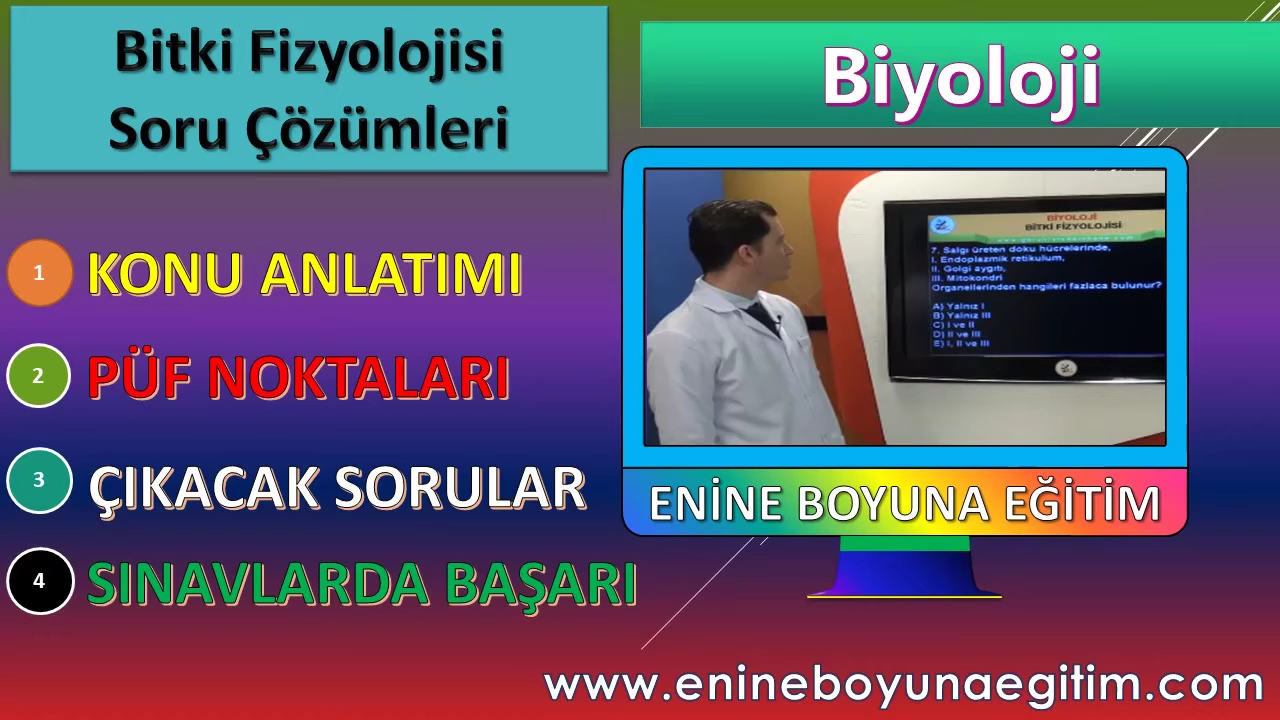 Bitki Fizyolojisi
Soru Çözümleri
Biyoloji
1
KONU ANLATIMI
2
PÜF NOKTALARI
3
ÇIKACAK SORULAR
4
SINAVLARDA BAŞARI
BİYOLOJİ
BİTKİ FİZYOLOJİSİ
7. Salgı üreten doku hücrelerinde,
I. Endoplazmik retikulum,
II. Golgi aygıtı,
III. Mitokondri
Organellerinden hangileri fazlaca bulunur?
A) Yalnız I
B) Yalnız III
C) I ve II
D) II ve III
E) I, II ve III
ENİNE BOYUNA EĞİTİM
www.enineboyunaegitim.com